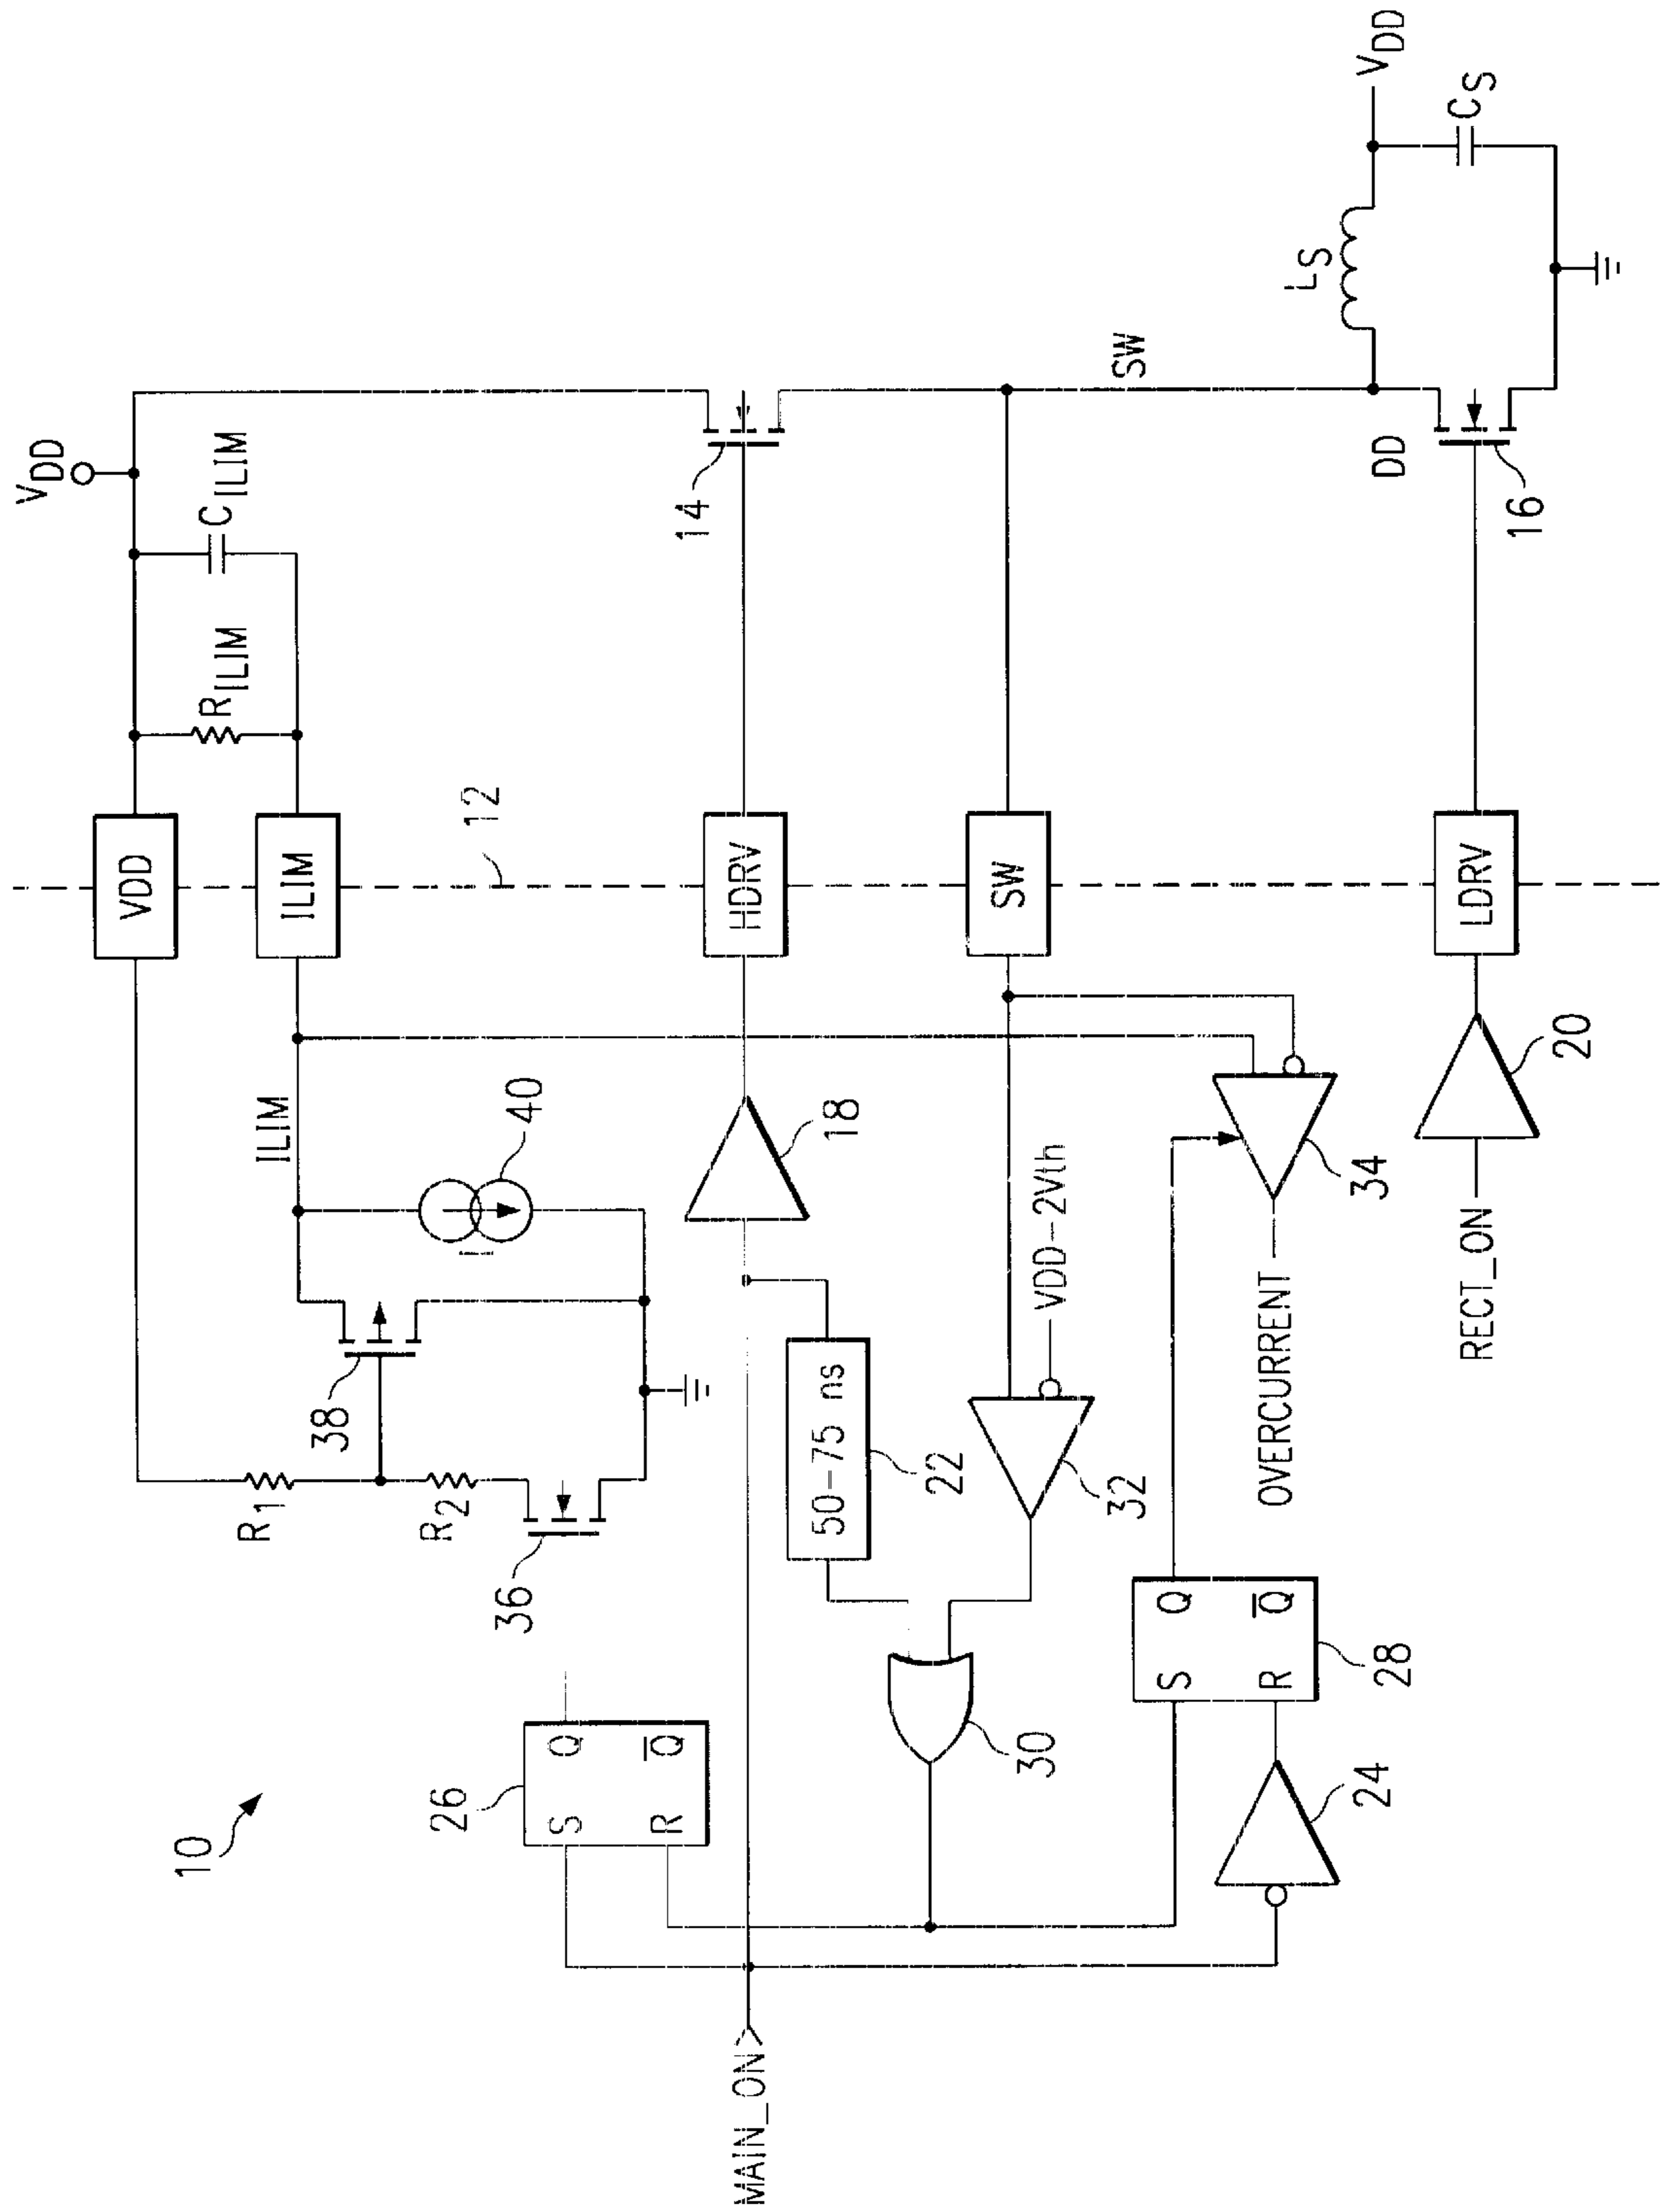 10
MAIN_ON
26
S
Q
R
Q̅
36
R1
R2
38
ILIM
I
40
VDD
ILIM
12
RILIM
CILIM
VDD
18
HDRV
14
50-75 ns
22
30
32
VDD-2Vth
SW
SW
S
Q
R
Q̅
28
24
OVERCURRENT
34
RECT_ON
20
LDRV
DD
16
LS
VDD
CS